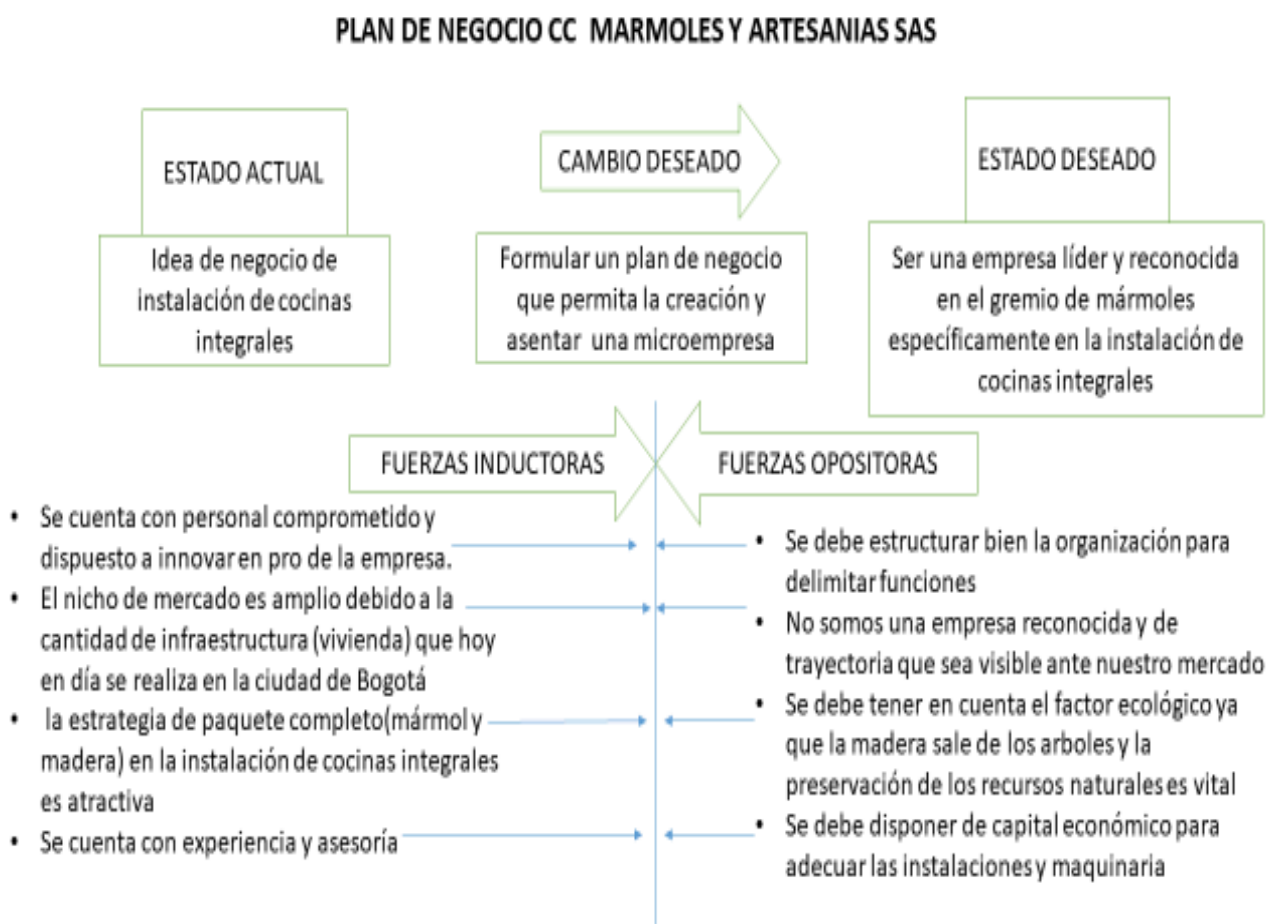 PLAN DE NEGOCIO CC MARMOLES Y ARTESANIAS SAS
ESTADO ACTUAL
Idea de negocio de
instalación de cocinas
integrales
CAMBIO DESEADO
Formular un plan de negocio
que permita la creación y
asentar una microempresa
ESTADO DESEADO
Ser una empresa líder y reconocida
en el gremio de mármoles
específicamente en la instalación de
cocinas integrales
FUERZAS INDUCTORAS
• Se cuenta con personal comprometido y
dispuesto a innovar en pro de la empresa.
• El nicho de mercado es amplio debido a la
cantidad de infraestructura (vivienda) que hoy
en día se realiza en la ciudad de Bogotá
• la estrategia de paquete completo(mármol y
madera) en la instalación de cocinas integrales
es atractiva
• Se cuenta con experiencia y asesoría
FUERZAS OPOSITORAS
• Se debe estructurar bien la organización para
delimitar funciones
• No somos una empresa reconocida y de
trayectoria que sea visible ante nuestro mercado
• Se debe tener en cuenta el factor ecológico ya
que la madera sale de los arboles y la
preservación de los recursos naturales es vital
• Se debe disponer de capital económico para
adecuar las instalaciones y maquinaria